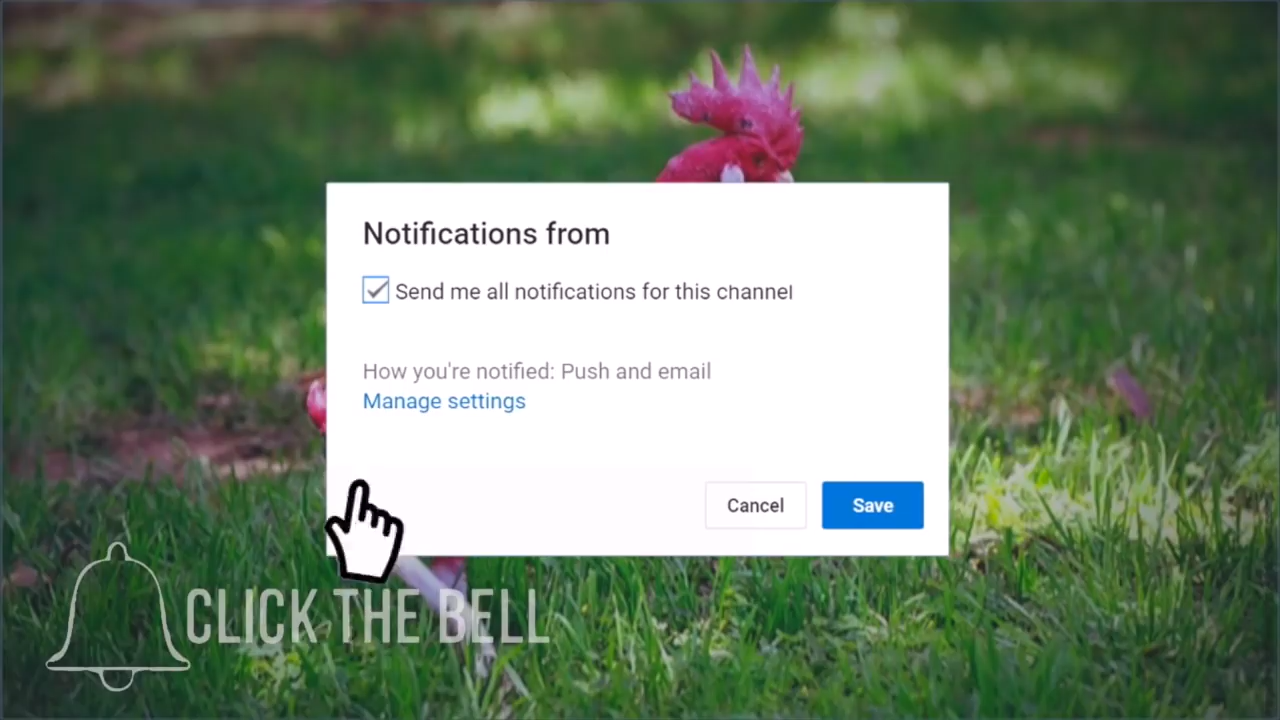 Notifications from
Send me all notifications for this channel
How you're notified: Push and email
Manage settings
Cancel
Save
CLICK THE BELL